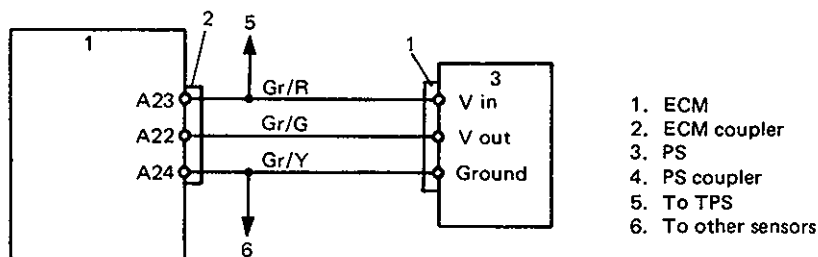 2
5
1
1
3
Gr/R
A23
V in
Gr/G
A22
V out
Gr/Y
A24
Ground
6
1. ECM
2. ECM coupler
3. PS
4. PS coupler
5. To TPS
6. To other sensors